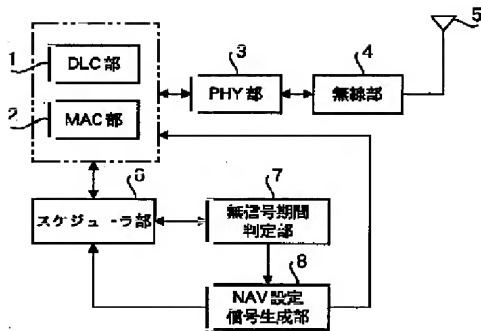 5
1
DLC部
3
4
PHY部
無線部
2
MAC部
6
7
スケジューラ部
無信号期間
判定部
8
NAV設定
信号生成部